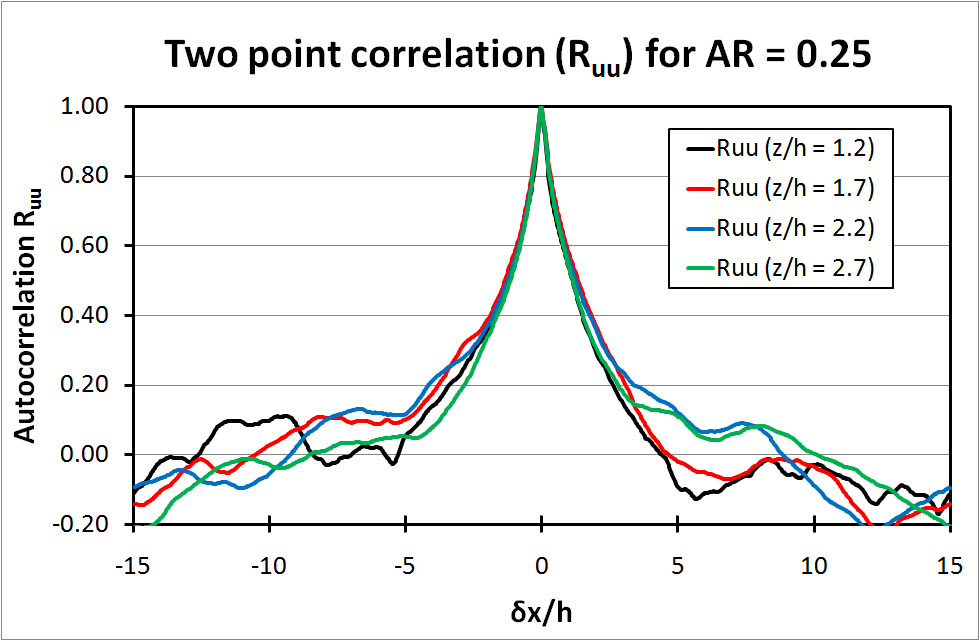 Two point correlation (Ruu) for AR = 0.25
1.00
0.80
0.60
0.40
0.20
0.00
-0.20
Autocorrelation Ruu
Ruu (z/h = 1.2)
Ruu (z/h = 1.7)
Ruu (z/h = 2.2)
Ruu (z/h = 2.7)
-15 -10 -5 0 5 10 15
δx/h